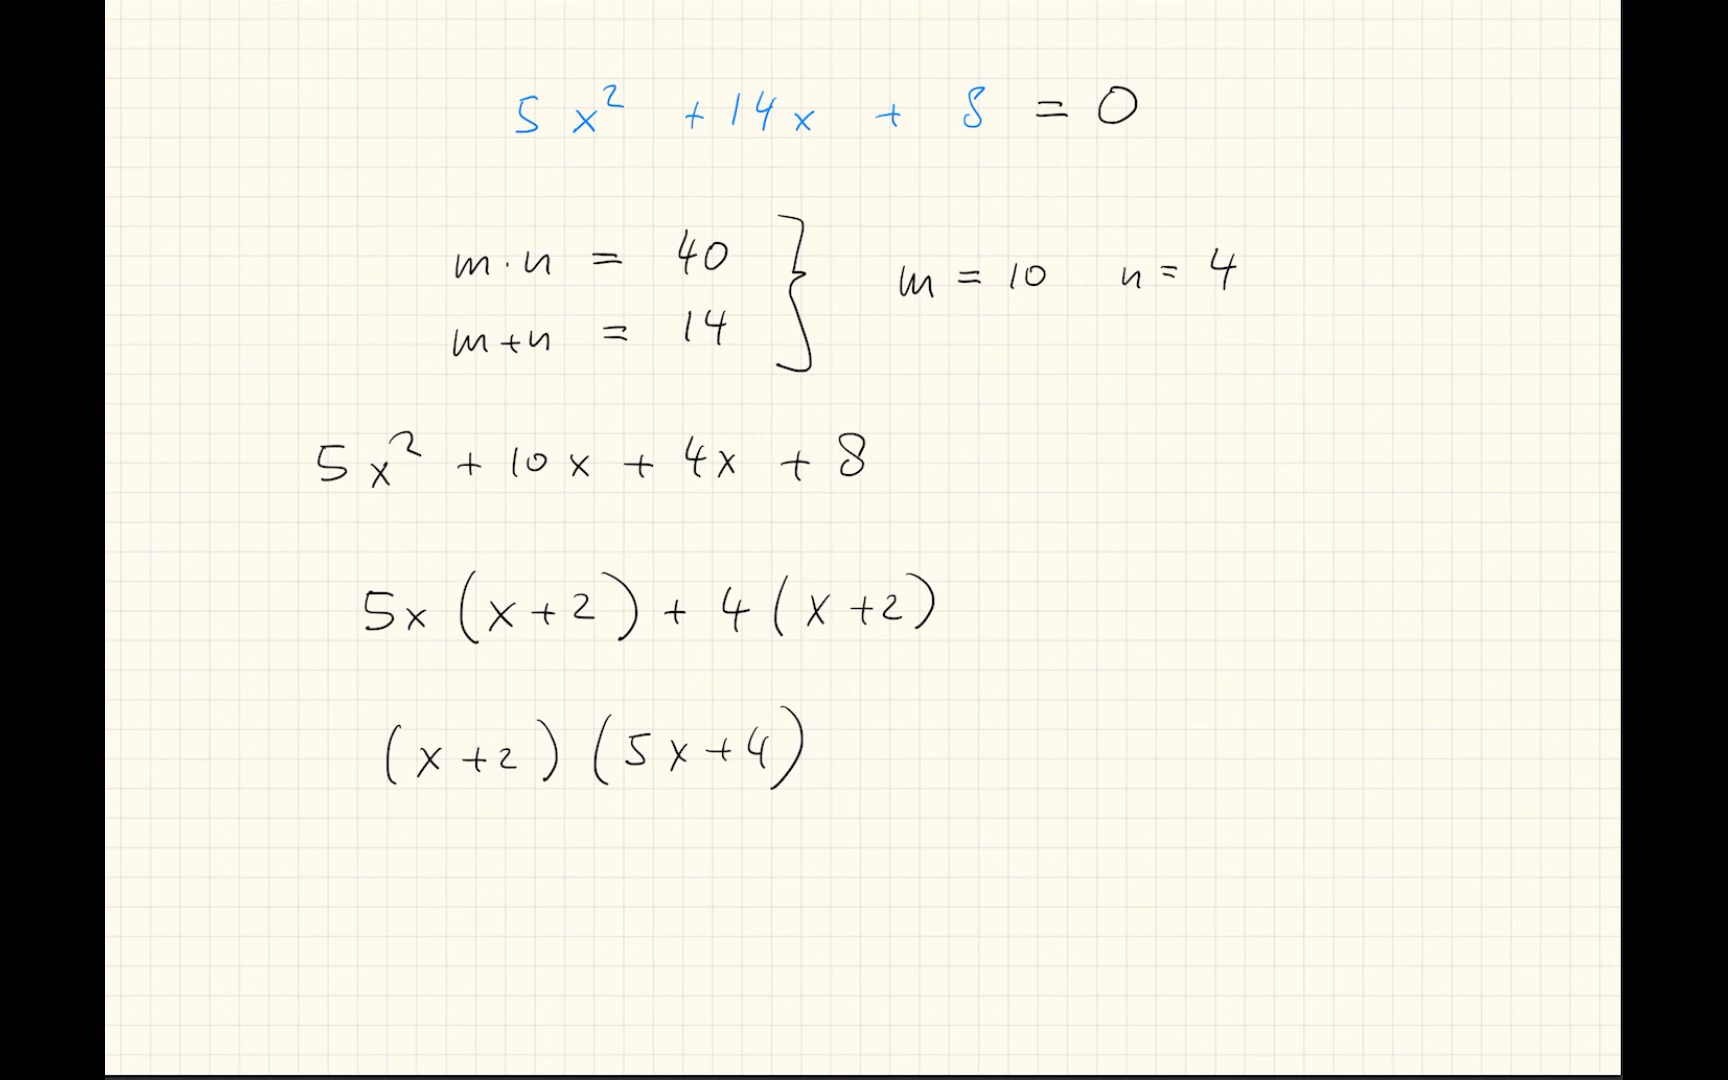 5x² + 14x + 8 = 0
m · n = 40
m + n = 14
} m = 10 n = 4
5x² + 10x + 4x + 8
5x (x + 2) + 4 (x + 2)
(x + 2) (5x + 4)